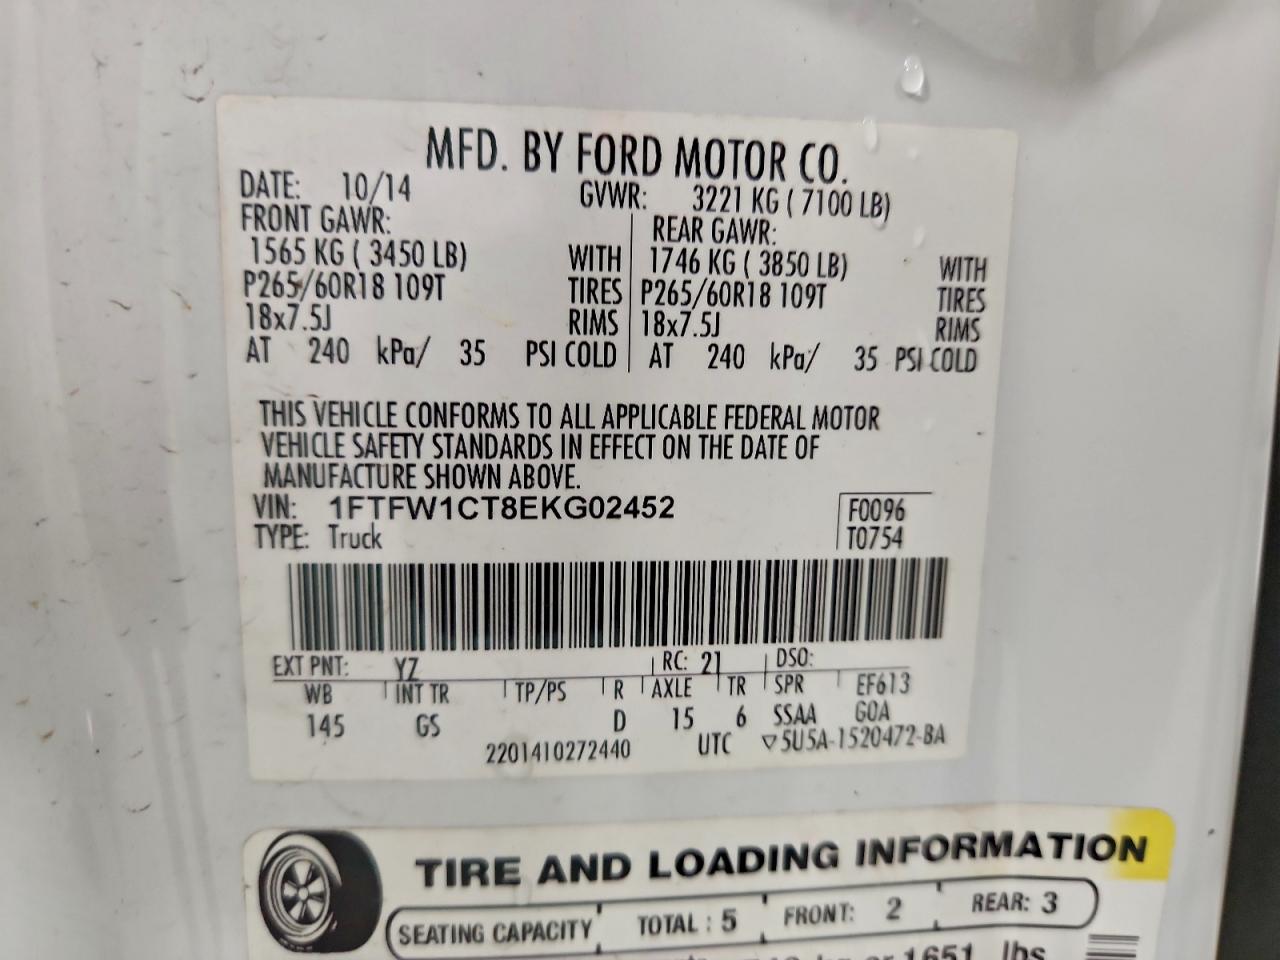 MFD. BY FORD MOTOR CO.
DATE: 10/14 GVWR: 3221 KG ( 7100 LB)
FRONT GAWR: REAR GAWR:
1565 KG ( 3450 LB) WITH 1746 KG ( 3850 LB) WITH
P265/60R18 109T TIRES P265/60R18 109T TIRES
18x7.5J RIMS 18x7.5J RIMS
AT 240 kPa/ 35 PSI COLD AT 240 kPa/ 35 PSI COLD
THIS VEHICLE CONFORMS TO ALL APPLICABLE FEDERAL MOTOR
VEHICLE SAFETY STANDARDS IN EFFECT ON THE DATE OF
MANUFACTURE SHOWN ABOVE.
VIN: 1FTFW1CT8EKG02452 F0096
TYPE: Truck T0754
EXT PNT: YZ RC: 21 DSO:
WB INT TR TP/PS R AXLE TR SPR EF613
145 GS D 15 6 SSAA GOA
2201410272440 UTC ▽5U5A-1520472-BA
TIRE AND LOADING INFORMATION
SEATING CAPACITY TOTAL : 5 FRONT: 2 REAR: 3
or 1651 lbs